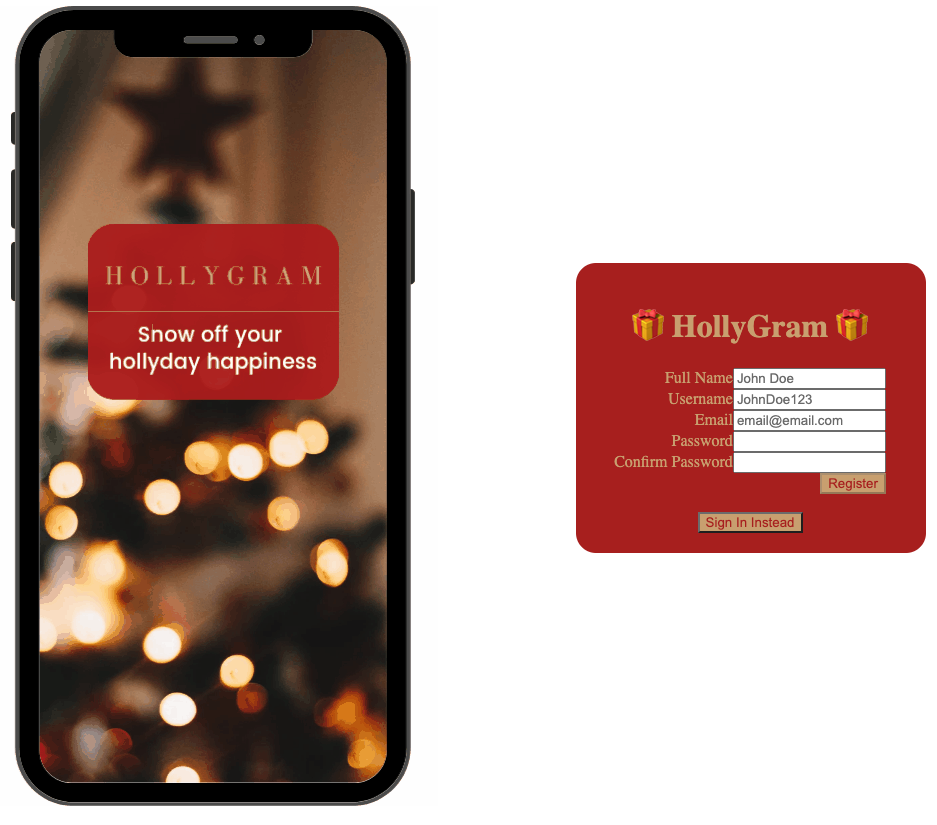 HOLLYGRAM
Snow off your
hollyday happiness
🎁 HollyGram 🎁
Full Name John Doe
Username JohnDoe123
Email email@email.com
Password
Confirm Password
Register
Sign In Instead